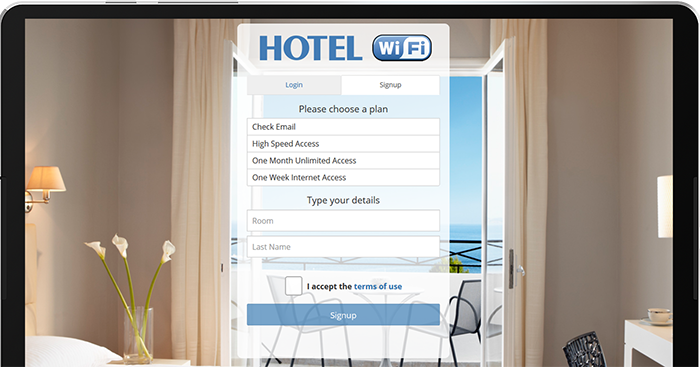 HOTEL WiFi
Login Signup
Please choose a plan
Check Email
High Speed Access
One Month Unlimited Access
One Week Internet Access
Type your details
Room
Last Name
I accept the terms of use
Signup